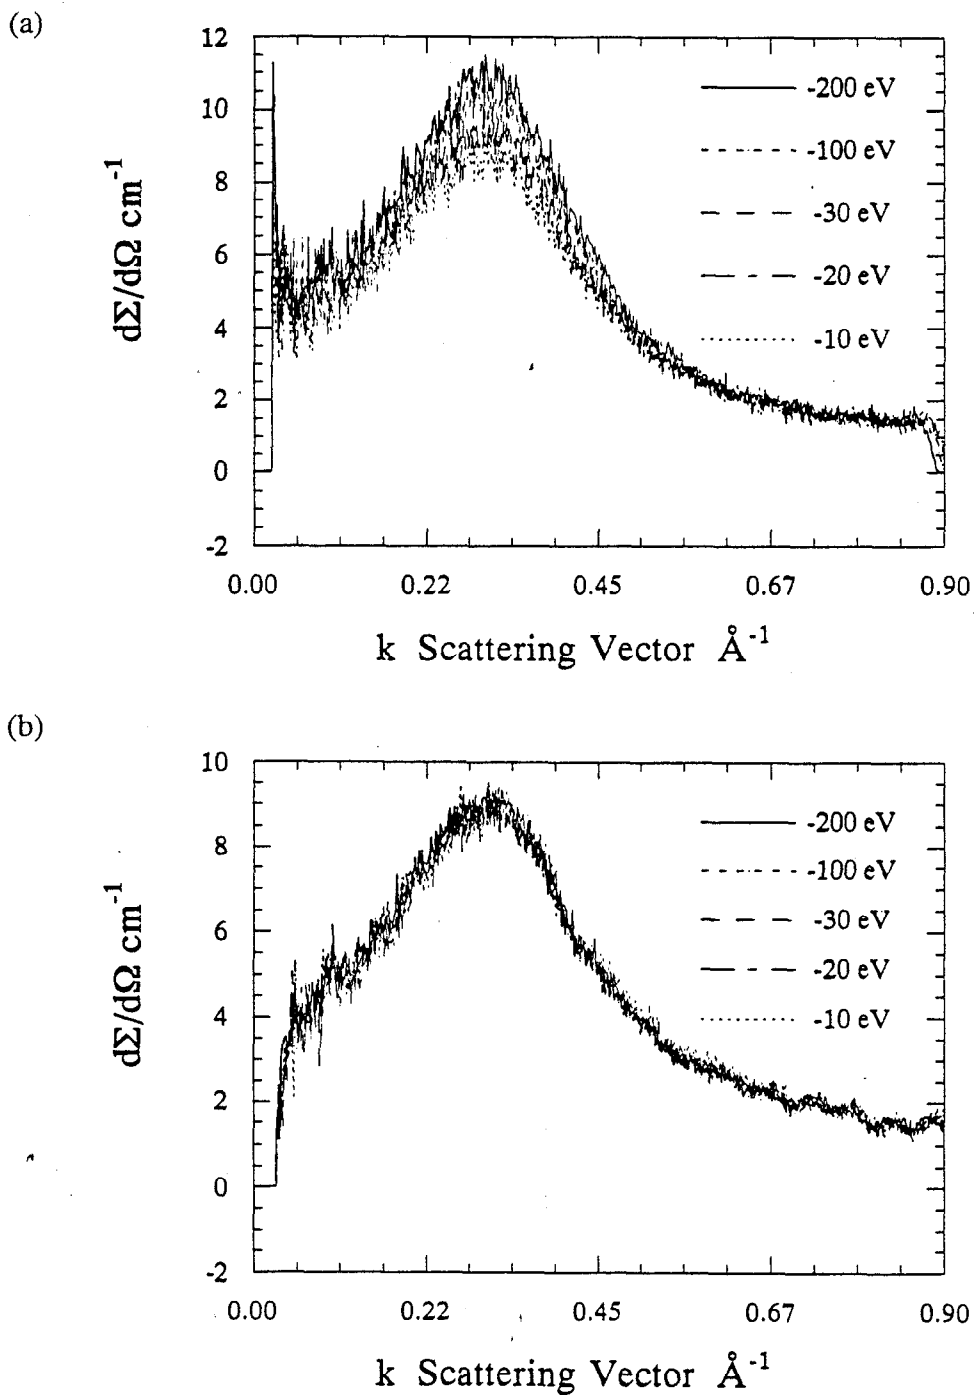 (a)
12
10
8
6
4
2
0
-2
dΣ/dΩ cm⁻¹
-200 eV
-100 eV
-30 eV
-20 eV
-10 eV
0.00 0.22 0.45 0.67 0.90
k Scattering Vector Å⁻¹
(b)
10
8
6
4
2
0
-2
dΣ/dΩ cm⁻¹
-200 eV
-100 eV
-30 eV
-20 eV
-10 eV
0.00 0.22 0.45 0.67 0.90
k Scattering Vector Å⁻¹